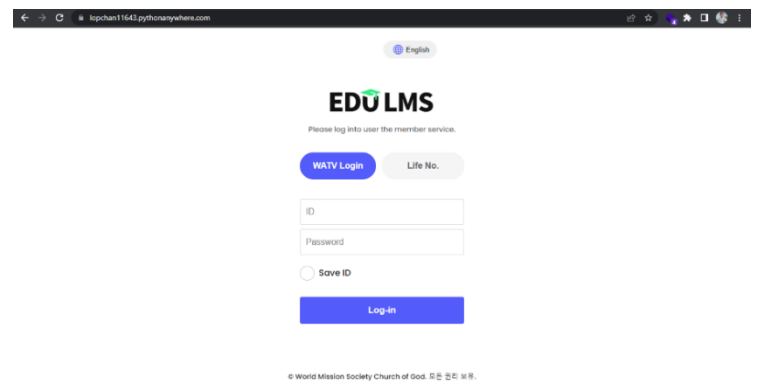 lopchan11643.pythonanywhere.com
English
EDU LMS
Please log into user the member service.
WATV Login
Life No.
ID
Password
Save ID
Log-in
© World Mission Society Church of God. 모든 권리 보유.